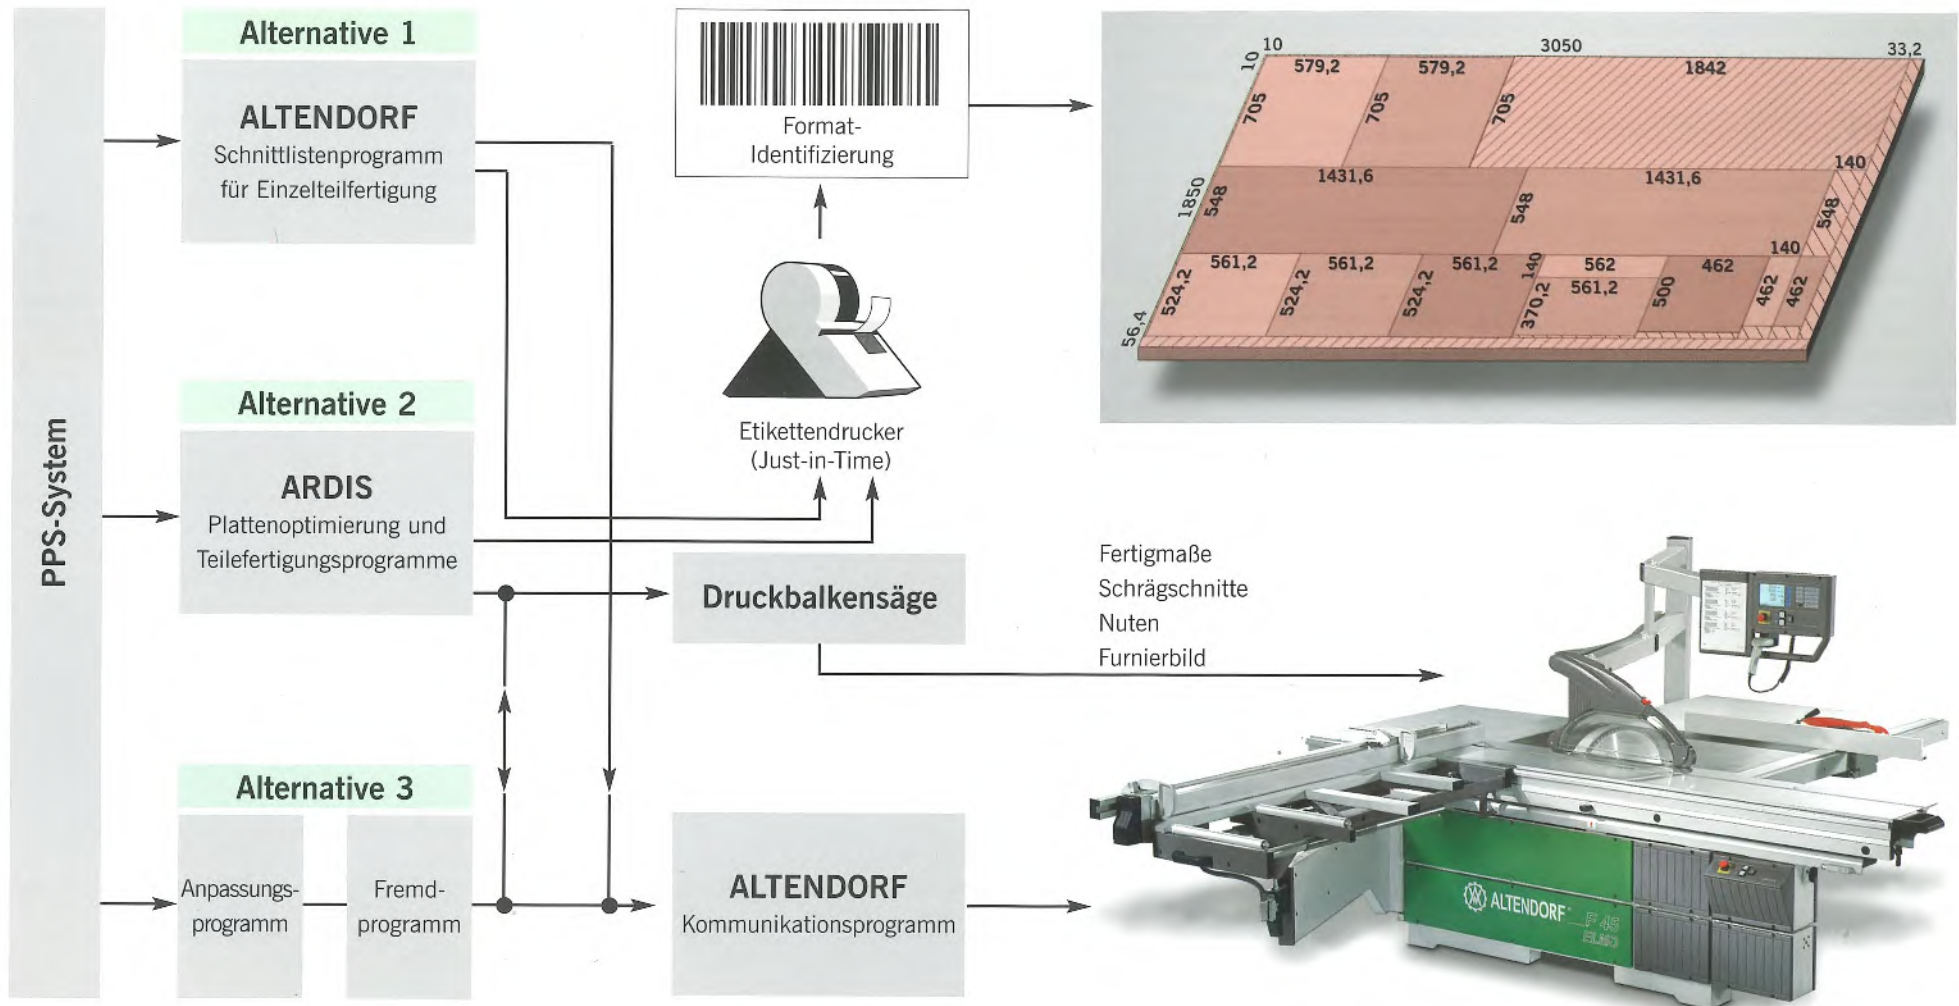 PPS-System
Alternative 1
ALTENDORF
Schnittlistenprogramm
für Einzelteilfertigung
Alternative 2
ARDIS
Plattenoptimierung und
Teilefertigungsprogramme
Alternative 3
Anpassungs-
programm
Fremd-
programm
Format-
Identifizierung
Etikettendrucker
(Just-in-Time)
Druckbalkensäge
ALTENDORF
Kommunikationsprogramm
10
10
3050
33,2
579,2
579,2
1842
705
705
705
140
1850
1431,6
1431,6
548
548
548
140
561,2
561,2
561,2
140
562
462
524,2
524,2
524,2
370,2
561,2
500
462
462
56,4
Fertigmaße
Schrägschnitte
Nuten
Furnierbild
ALTENDORF
F 45
ELMO